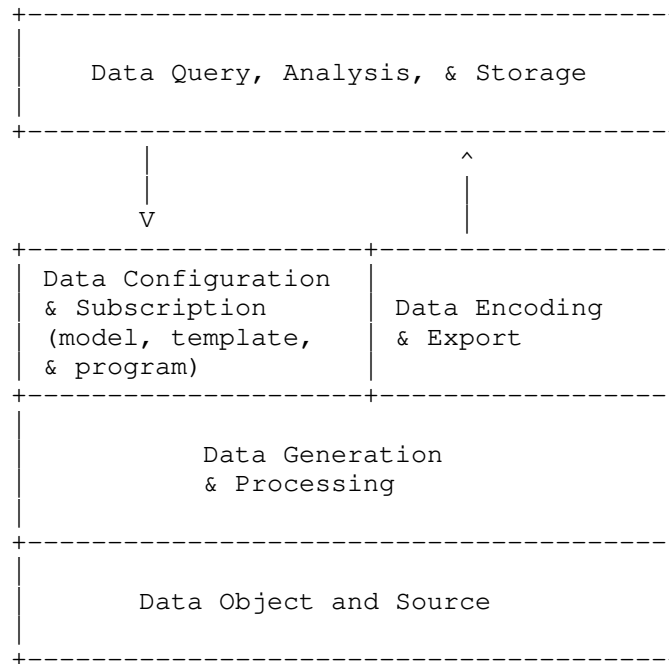 Data Query, Analysis, & Storage
Data Configuration
& Subscription
(model, template,
& program)
Data Encoding
& Export
Data Generation
& Processing
Data Object and Source